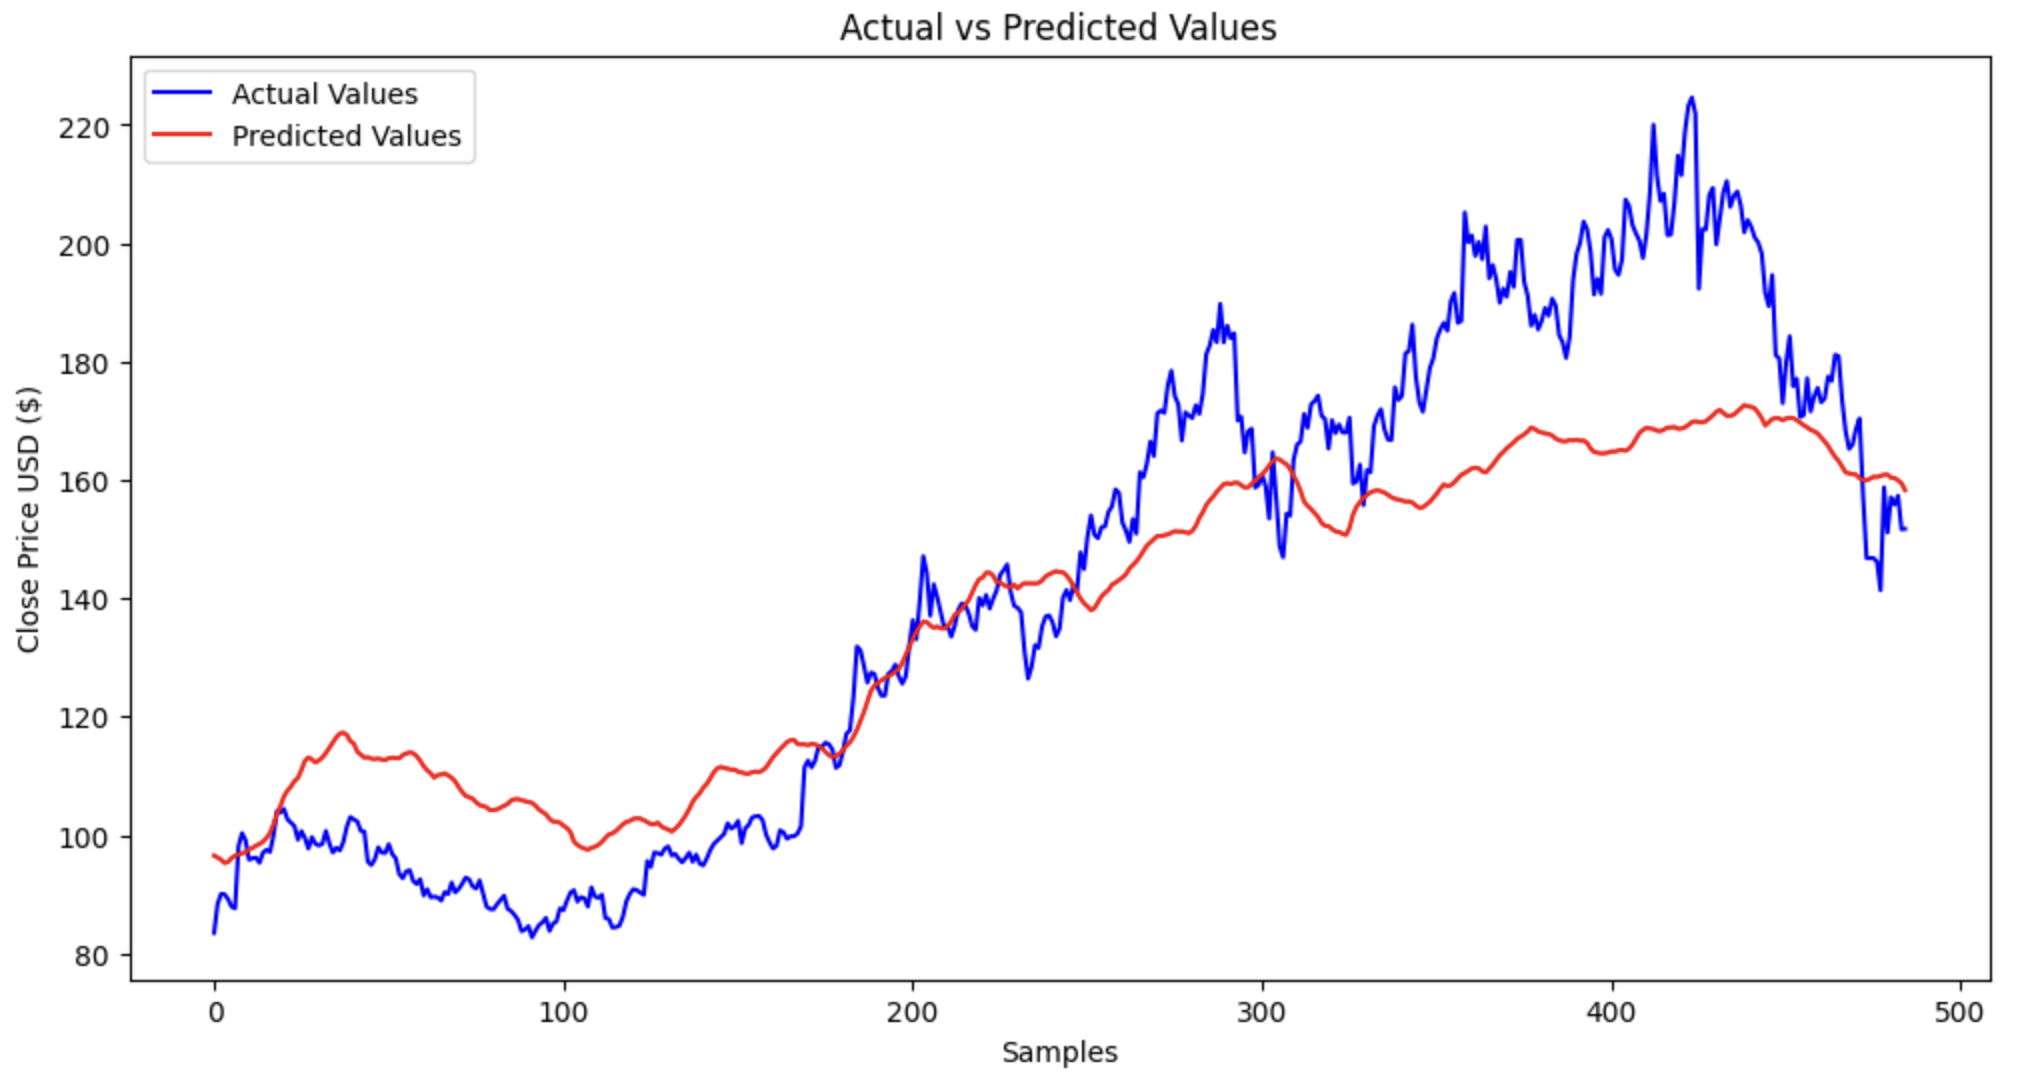 Actual vs Predicted Values
Actual Values
Predicted Values
220
200
180
160
140
120
100
80
Close Price USD ($)
0 100 200 300 400 500
Samples